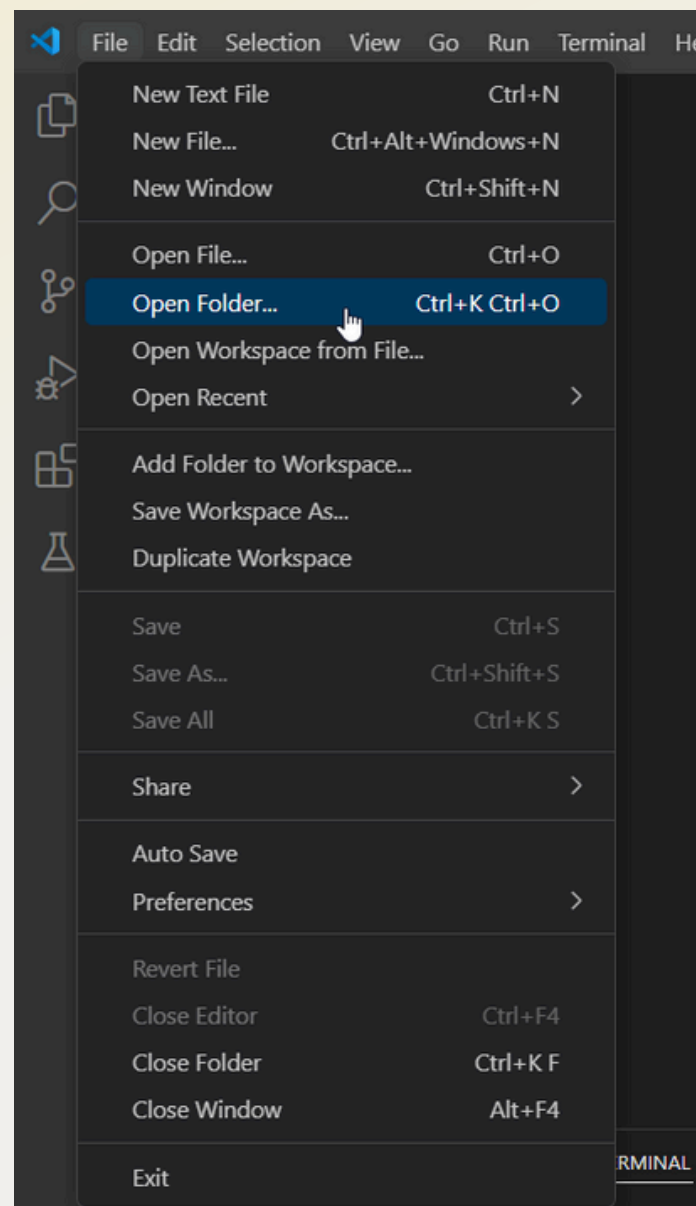 File Edit Selection View Go Run Terminal
New Text File Ctrl+N
New File... Ctrl+Alt+Windows+N
New Window Ctrl+Shift+N
Open File... Ctrl+O
Open Folder... Ctrl+K Ctrl+O
Open Workspace from File...
Open Recent
Add Folder to Workspace...
Save Workspace As...
Duplicate Workspace
Save Ctrl+S
Save As... Ctrl+Shift+S
Save All Ctrl+K S
Share
Auto Save
Preferences
Revert File
Close Editor Ctrl+F4
Close Folder Ctrl+K F
Close Window Alt+F4
RMINAL
Exit